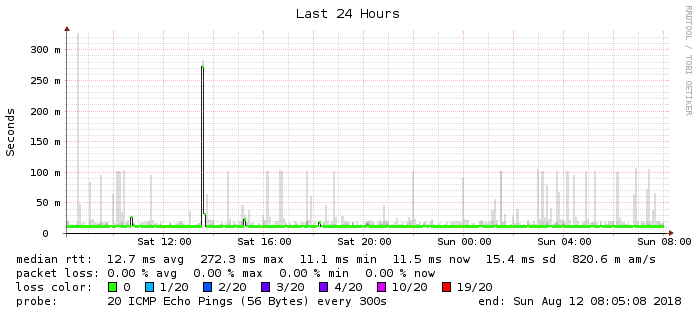 Last 24 Hours
RRDTOOL / TOBI OETIKER
Seconds
300 m
250 m
200 m
150 m
100 m
50 m
0
Sat 12:00 Sat 16:00 Sat 20:00 Sun 00:00 Sun 04:00 Sun 08:00
median rtt: 12.7 ms avg 272.3 ms max 11.1 ms min 11.5 ms now 15.4 ms sd 820.6 m am/s
packet loss: 0.00 % avg 0.00 % max 0.00 % min 0.00 % now
loss color: 0 1/20 2/20 3/20 4/20 10/20 19/20
probe: 20 ICMP Echo Pings (56 Bytes) every 300s end: Sun Aug 12 08:05:08 2018